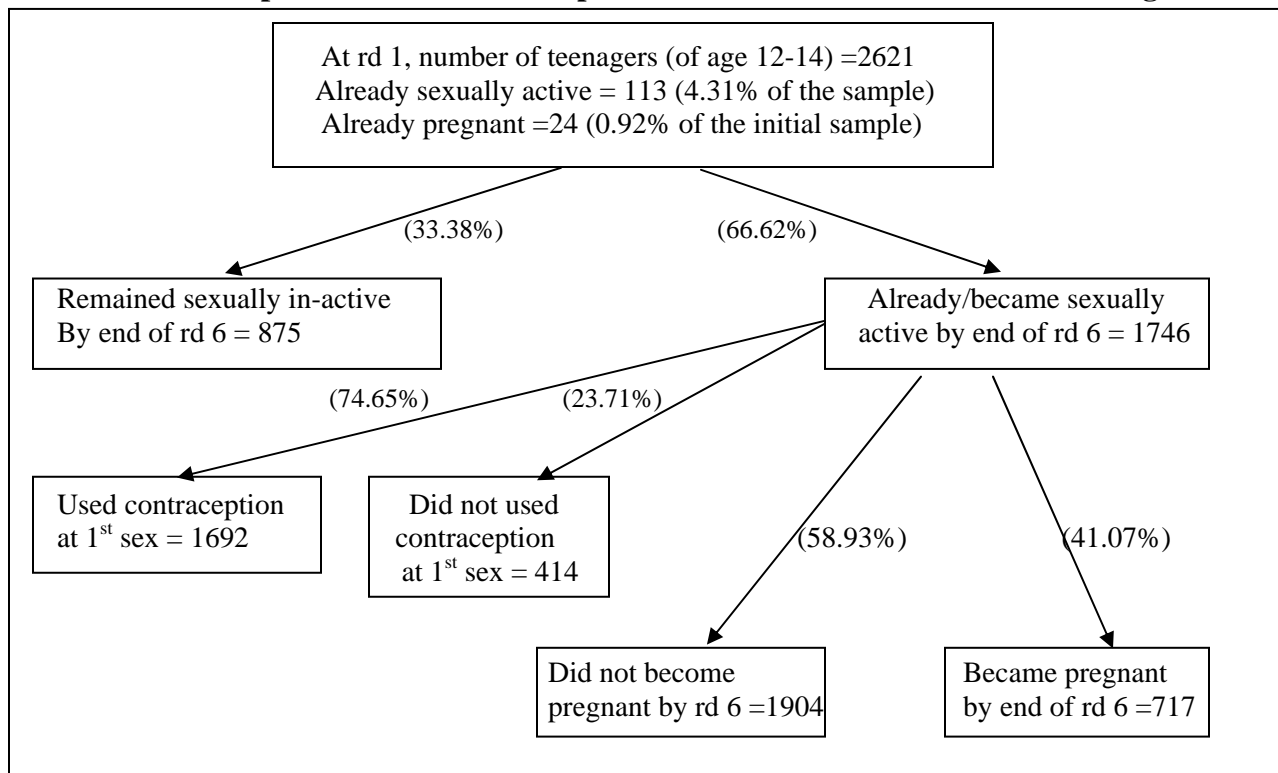 At rd 1, number of teenagers (of age 12-14) =2621
Already sexually active = 113 (4.31% of the sample)
Already pregnant =24 (0.92% of the initial sample)
(33.38%)
(66.62%)
Remained sexually in-active
By end of rd 6 = 875
Already/became sexually
active by end of rd 6 = 1746
(74.65%)
(23.71%)
Used contraception
at 1st sex = 1692
Did not used
contraception
at 1st sex = 414
(58.93%)
(41.07%)
Did not become
pregnant by rd 6 =1904
Became pregnant
by end of rd 6 =717